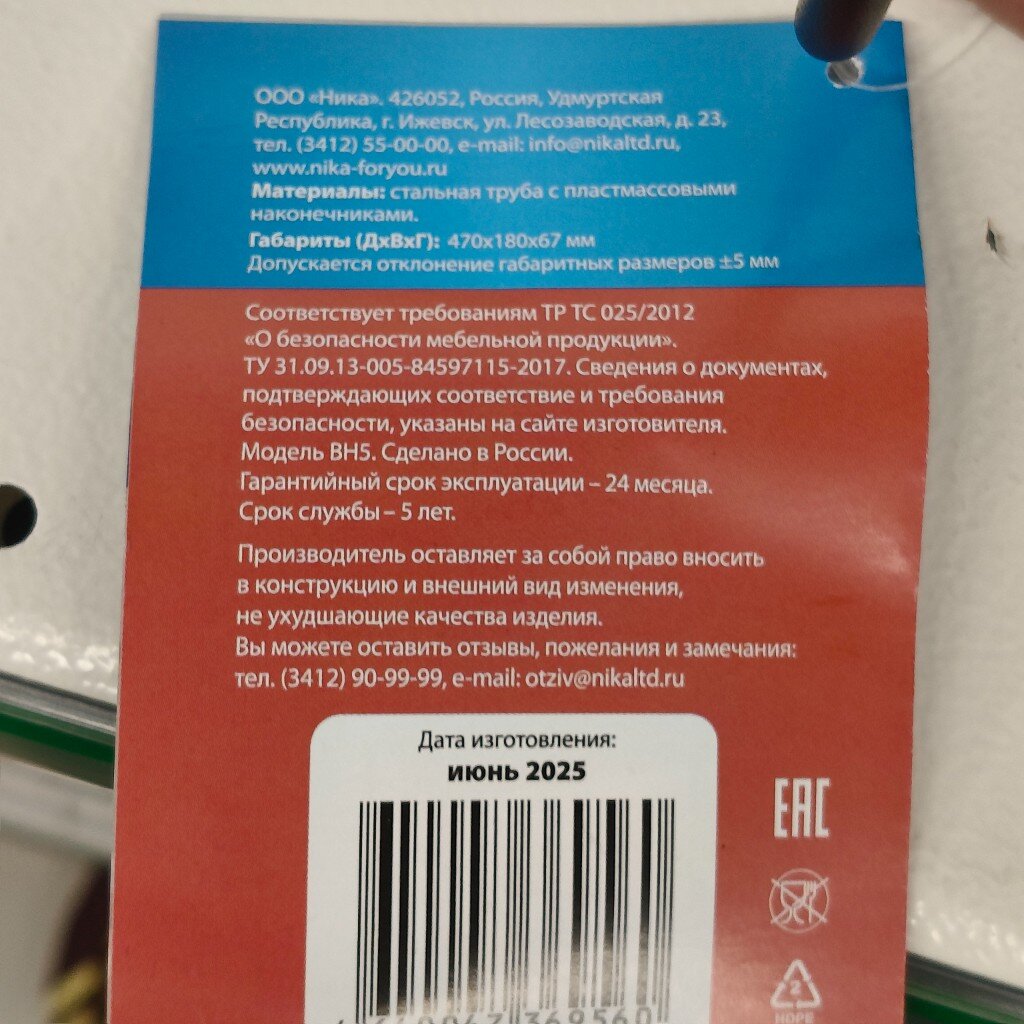 ООО «Ника». 426052, Россия, Удмуртская
Республика, г. Ижевск, ул. Лесозаводская, д. 23,
тел. (3412) 55-00-00, e-mail: info@nikaltd.ru,
www.nika-foryou.ru
Материалы: стальная труба с пластмассовыми
наконечниками.
Габариты (ДхВхГ): 470х180х67 мм
Допускается отклонение габаритных размеров ±5 мм
Соответствует требованиям ТР ТС 025/2012
«О безопасности мебельной продукции».
ТУ 31.09.13-005-84597115-2017. Сведения о документах,
подтверждающих соответствие и требования
безопасности, указаны на сайте изготовителя.
Модель ВН5. Сделано в России.
Гарантийный срок эксплуатации – 24 месяца.
Срок службы – 5 лет.
Производитель оставляет за собой право вносить
в конструкцию и внешний вид изменения,
не ухудшающие качества изделия.
Вы можете оставить отзывы, пожелания и замечания:
тел. (3412) 90-99-99, e-mail: otziv@nikaltd.ru
Дата изготовления:
июнь 2025
EAC
2
HDPE